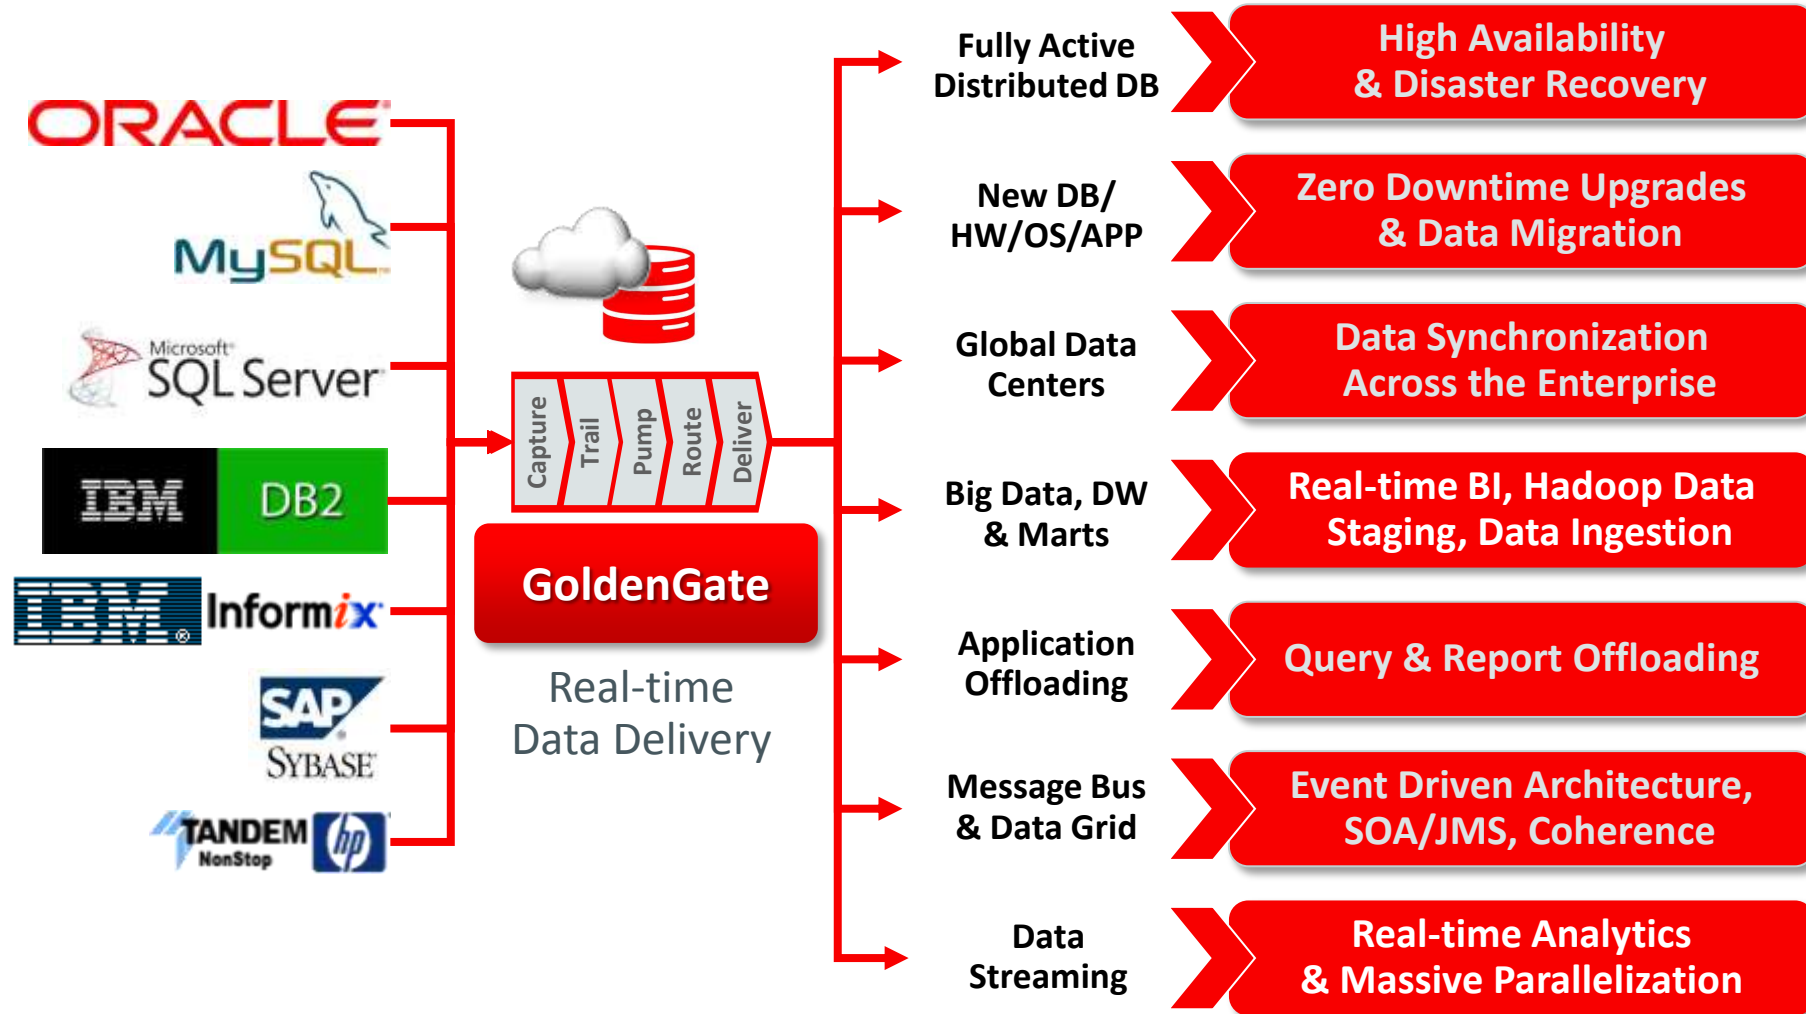 ORACLE
MySQL
Microsoft
SQL Server
IBM DB2
IBM Informix
SAP
SYBASE
TANDEM hp
NonStop
Capture
Trail
Pump
Route
Deliver
GoldenGate
Real-time
Data Delivery
Fully Active
Distributed DB
High Availability
& Disaster Recovery
New DB/
HW/OS/APP
Zero Downtime Upgrades
& Data Migration
Global Data
Centers
Data Synchronization
Across the Enterprise
Big Data, DW
& Marts
Real-time BI, Hadoop Data
Staging, Data Ingestion
Application
Offloading
Query & Report Offloading
Message Bus
& Data Grid
Event Driven Architecture,
SOA/JMS, Coherence
Data
Streaming
Real-time Analytics
& Massive Parallelization